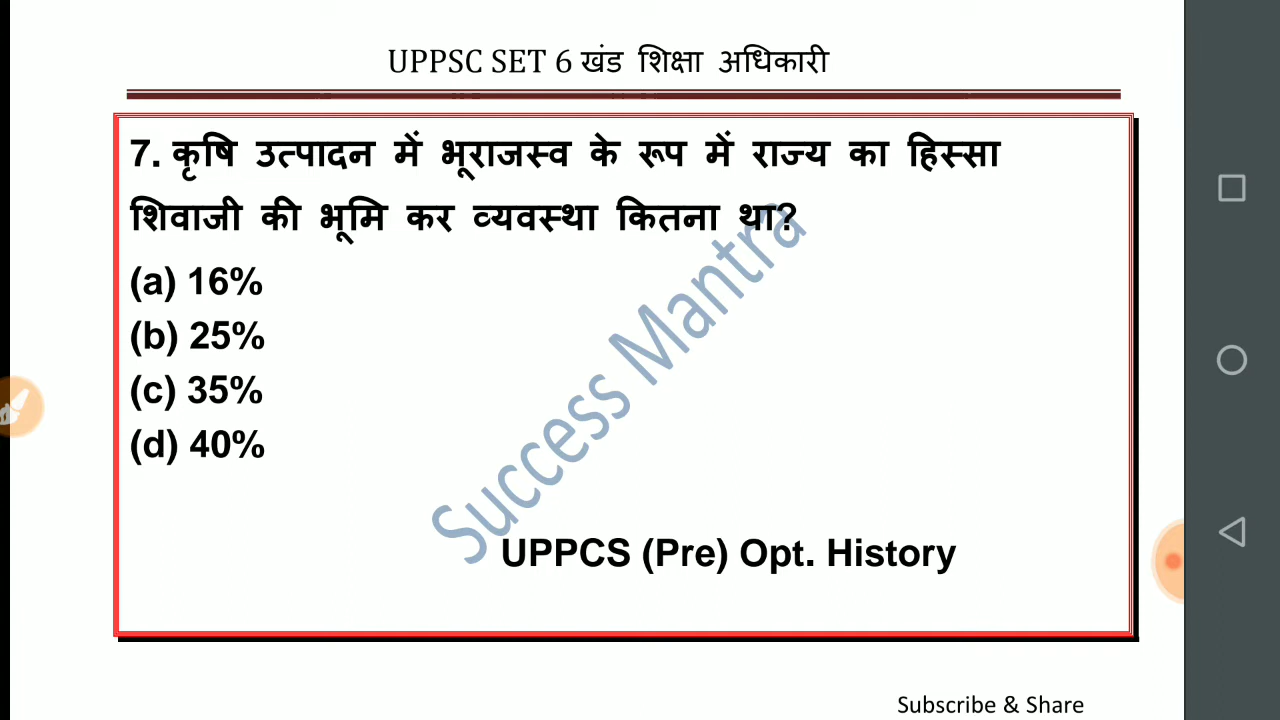 UPPSC SET 6 खंड शिक्षा अधिकारी
7. कृषि उत्पादन में भूराजस्व के रूप में राज्य का हिस्सा
शिवाजी की भूमि कर व्यवस्था कितना था?
(a) 16%
(b) 25%
(c) 35%
(d) 40%
Success Mantra
UPPCS (Pre) Opt. History
Subscribe & Share